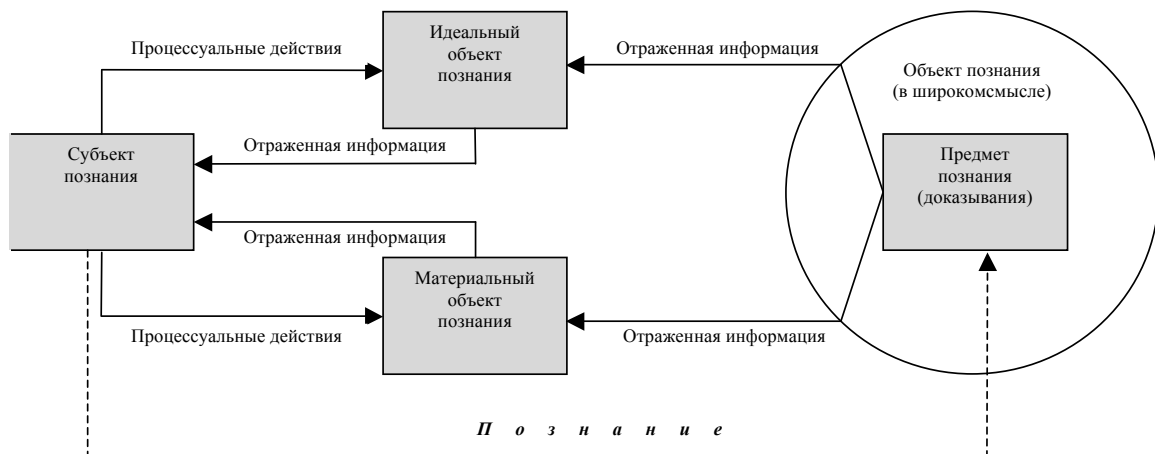 Процессуальные действия
Идеальный
объект
познания
Отраженная информация
Объект познания
(в широкомсмысле)
Отраженная информация
Субъект
познания
Предмет
познания
(доказывания)
Отраженная информация
Материальный
объект
познания
Процессуальные действия
Отраженная информация
П о з н а н и е